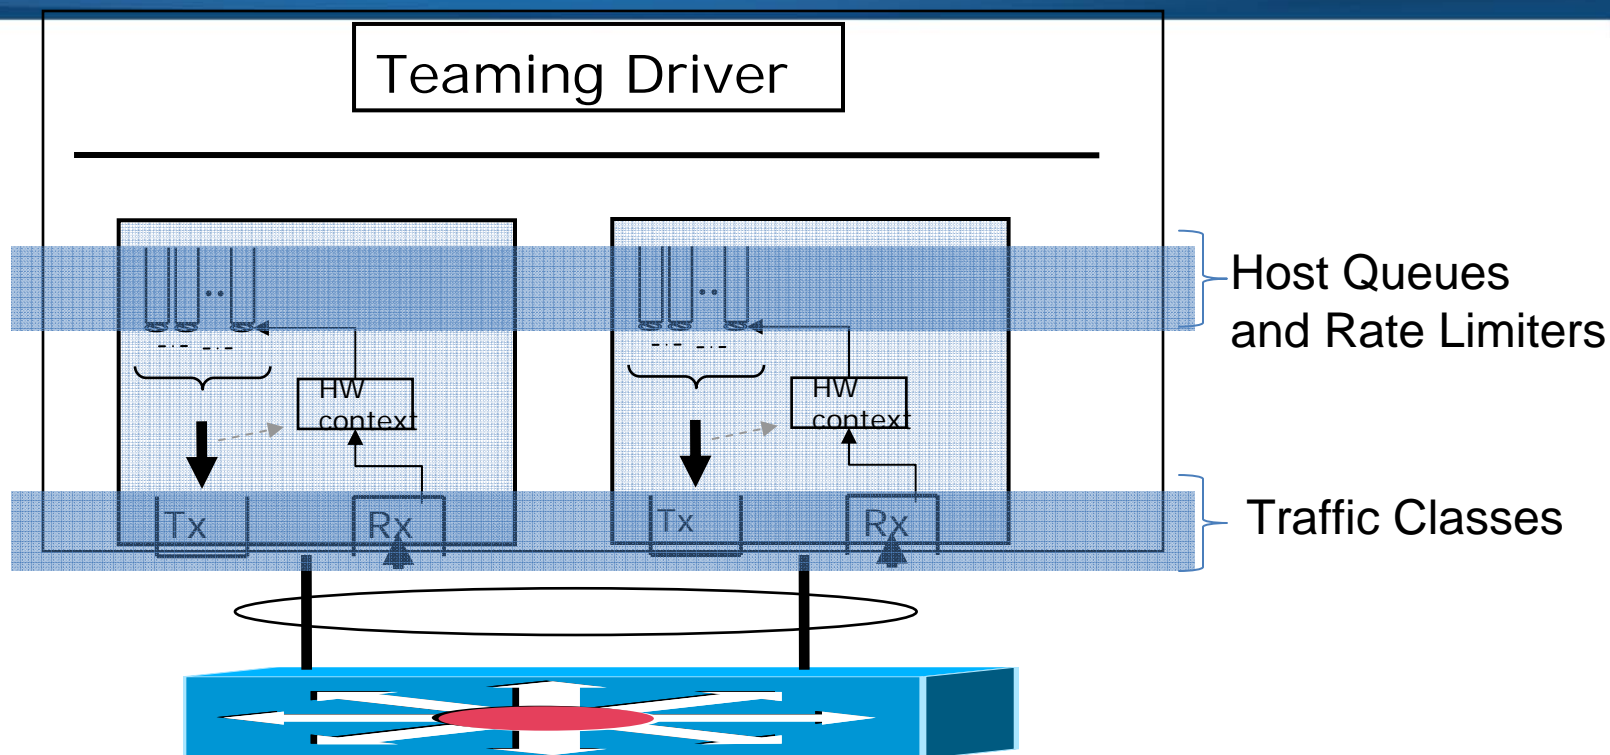 Teaming Driver
Host Queues
and Rate Limiters
HW
context
HW
context
Tx
Rx
Tx
Rx
Traffic Classes